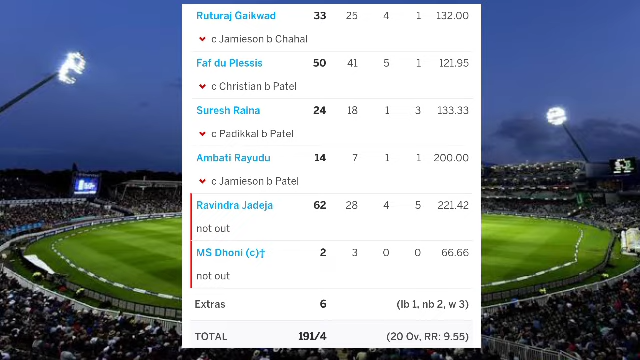 Ruturaj Gaikwad 33 25 4 1 132.00
c Jamieson b Chahal
Faf du Plessis 50 41 5 1 121.95
c Christian b Patel
Suresh Raina 24 18 1 3 133.33
c Padikkal b Patel
Ambati Rayudu 14 7 1 1 200.00
c Jamieson b Patel
Ravindra Jadeja 62 28 4 5 221.42
not out
MS Dhoni (c)† 2 3 0 0 66.66
not out
Extras 6 (lb 1, nb 2, w 3)
TOTAL 191/4 (20 Ov, RR: 9.55)